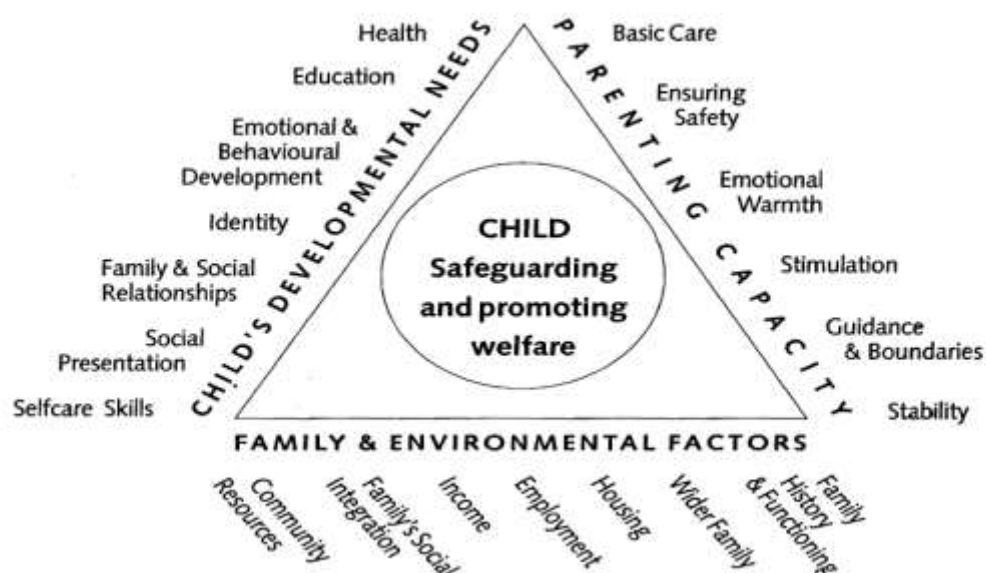 Health
Education
Emotional &
Behavioural
Development
Identity
Family & Social
Relationships
Social
Presentation
Selfcare Skills
CHILD'S DEVELOPMENTAL NEEDS
CHILD
Safeguarding
and promoting
welfare
PARENTING CAPACITY
Basic Care
Ensuring
Safety
Emotional
Warmth
Stimulation
Guidance
& Boundaries
Stability
FAMILY & ENVIRONMENTAL FACTORS
Community
Resources
Family's Social
Integration
Income
Employment
Housing
Wider Family
Family
History
& Functioning